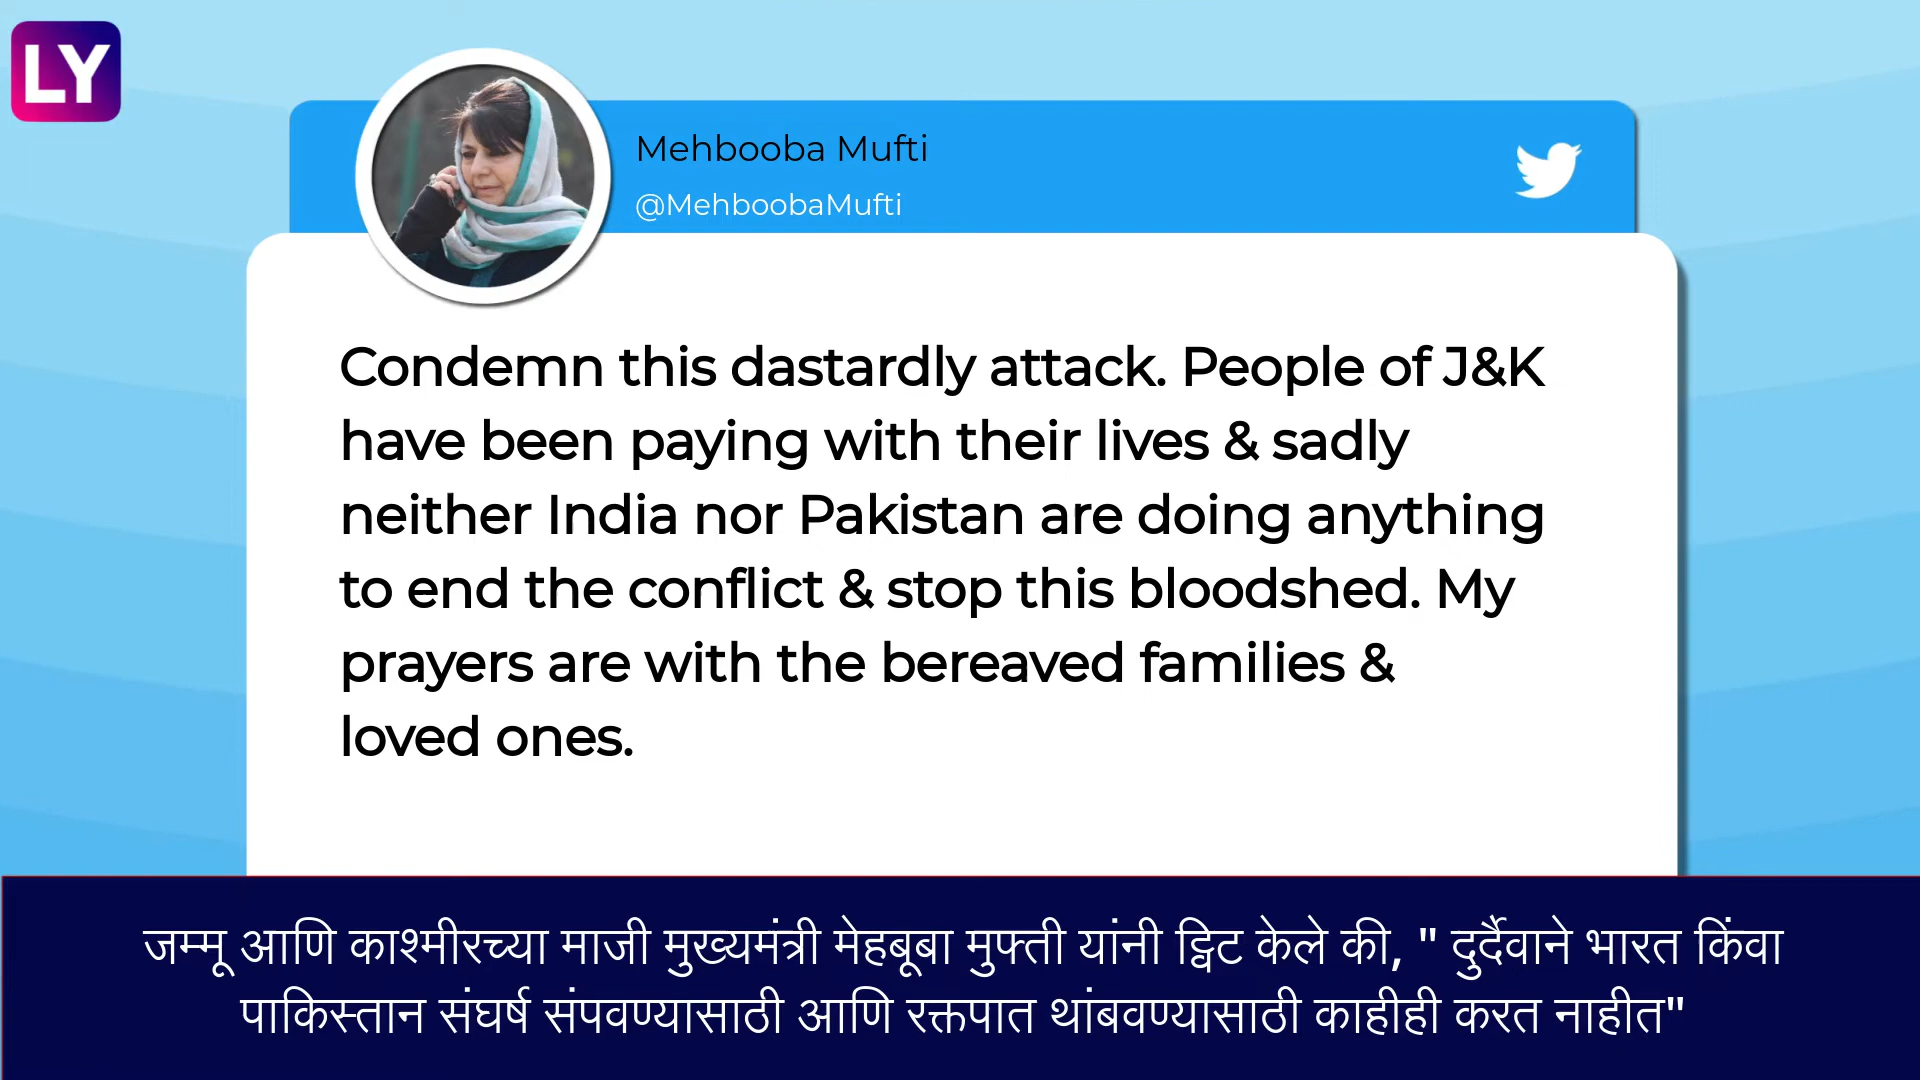 LY
Mehbooba Mufti
@MehboobaMufti
Condemn this dastardly attack. People of J&K
have been paying with their lives & sadly
neither India nor Pakistan are doing anything
to end the conflict & stop this bloodshed. My
prayers are with the bereaved families &
loved ones.
जम्मू आणि काश्मीरच्या माजी मुख्यमंत्री मेहबूबा मुफ्ती यांनी ट्विट केले की, " दुर्दैवाने भारत किंवा
पाकिस्तान संघर्ष संपवण्यासाठी आणि रक्तपात थांबवण्यासाठी काहीही करत नाहीत"